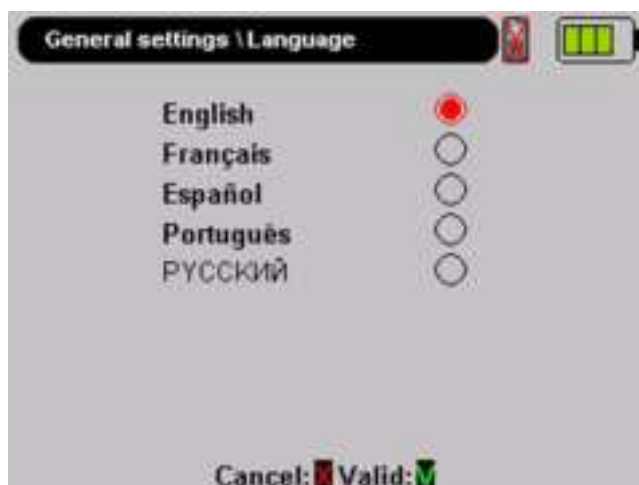 General settings \ Language
English
Français
Español
Português
РУССКИЙ
Cancel: X Valid: